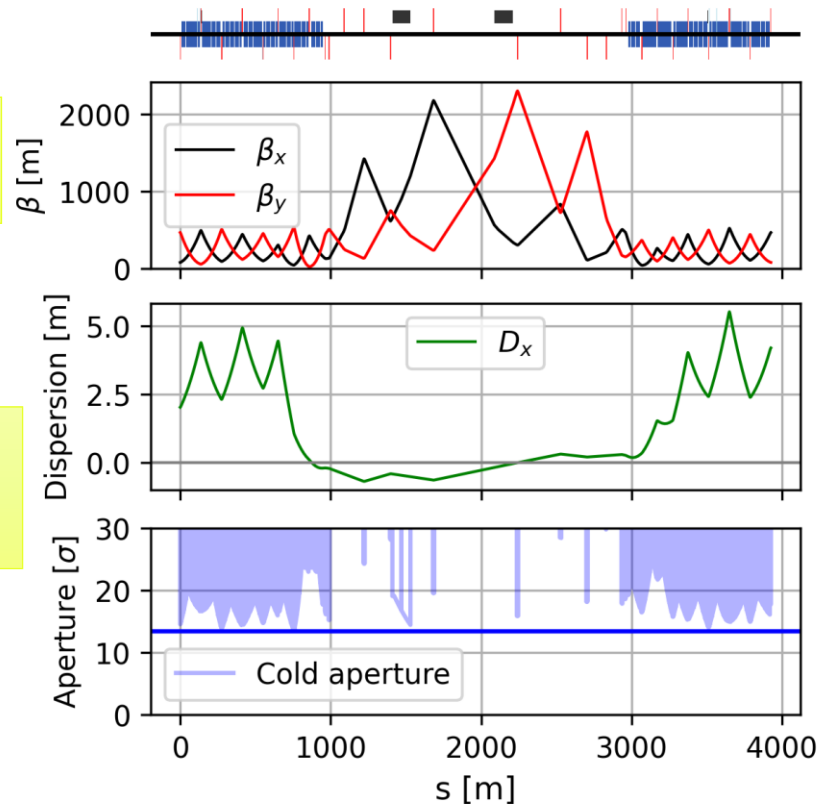 2000
1000
0
β [m]
βx
βy
5.0
2.5
0.0
Dispersion [m]
Dx
30
20
10
0
Aperture [σ]
Cold aperture
0 1000 2000 3000 4000
s [m]